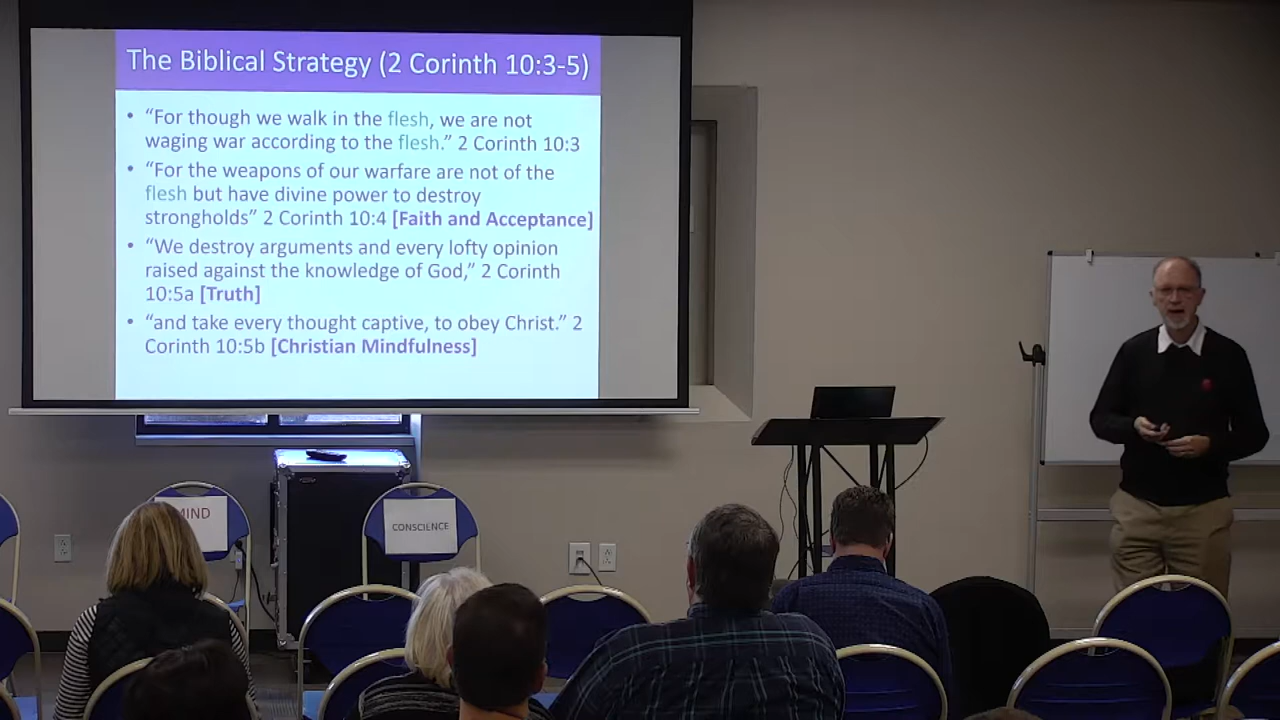 The Biblical Strategy (2 Corinth 10:3-5)
• “For though we walk in the flesh, we are not
waging war according to the flesh.” 2 Corinth 10:3
• “For the weapons of our warfare are not of the
flesh but have divine power to destroy
strongholds” 2 Corinth 10:4 [Faith and Acceptance]
• “We destroy arguments and every lofty opinion
raised against the knowledge of God,” 2 Corinth
10:5a [Truth]
• “and take every thought captive, to obey Christ.” 2
Corinth 10:5b [Christian Mindfulness]
MIND
CONSCIENCE